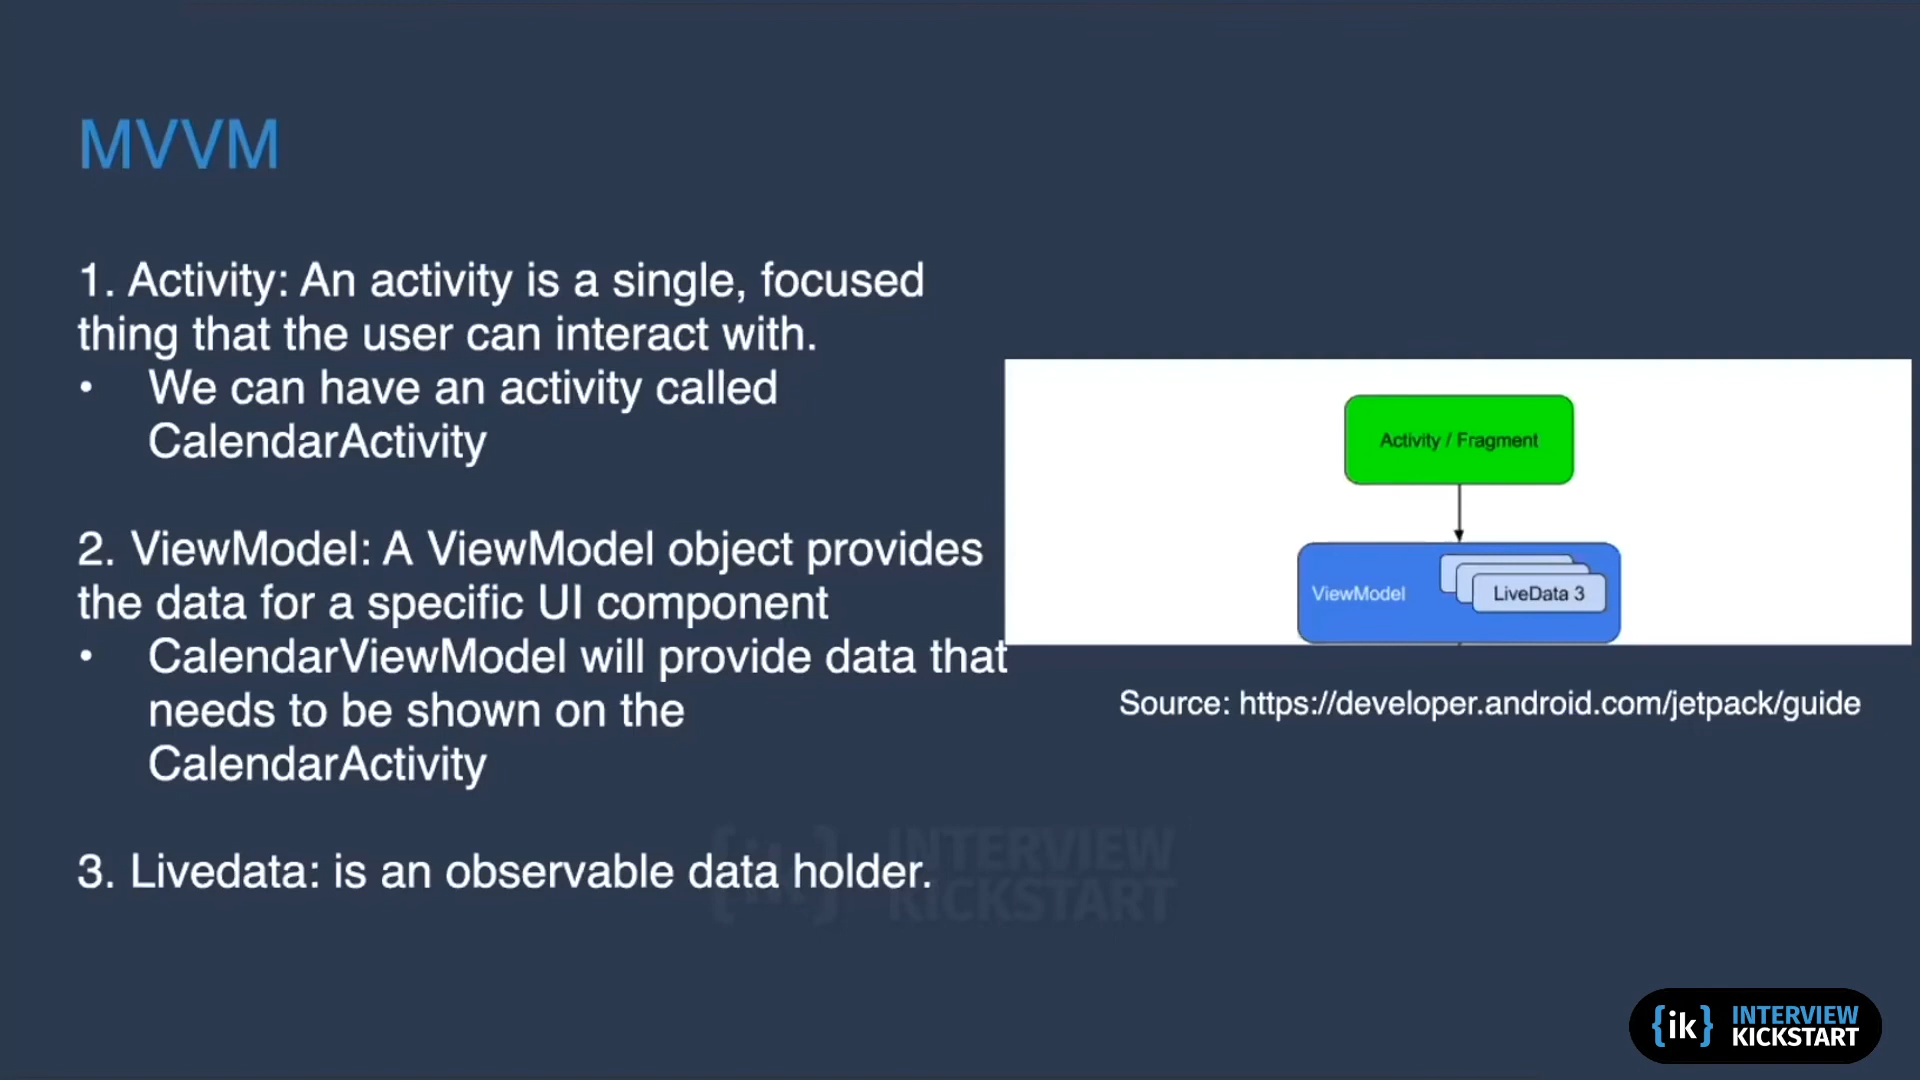 MVVM
1. Activity: An activity is a single, focused
thing that the user can interact with.
• We can have an activity called
CalendarActivity
2. ViewModel: A ViewModel object provides
the data for a specific UI component
• CalendarViewModel will provide data that
needs to be shown on the
CalendarActivity
3. Livedata: is an observable data holder.
Activity / Fragment
ViewModel
LiveData 3
Source: https://developer.android.com/jetpack/guide
{ik} INTERVIEW
KICKSTART
{ik} INTERVIEW
KICKSTART